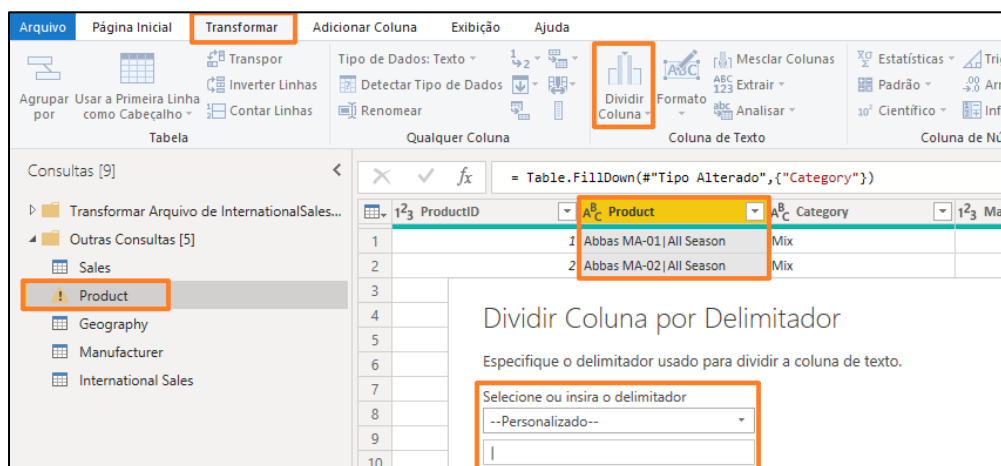 Arquivo Página Inicial Transformar Adicionar Coluna Exibição Ajuda
Agrupar por
Usar a Primeira Linha como Cabeçalho
Transpor
Inverter Linhas
Contar Linhas
Tabela
Tipo de Dados: Texto
Detectar Tipo de Dados
Renomear
Qualquer Coluna
Dividir Coluna
Formato
Mesclar Colunas
Extrair
Analisar
Coluna de Texto
Estatísticas
Padrão
Científico
Coluna de
Consultas [9]
= Table.FillDown(#"Tipo Alterado",{"Category"})
Transformar Arquivo de InternationalSales...
Outras Consultas [5]
Sales
Product
Geography
Manufacturer
International Sales
ProductID Product Category
1 1 Abbas MA-01|All Season Mix
2 2 Abbas MA-02|All Season Mix
3
4
5
6
7
8
9
10
Dividir Coluna por Delimitador
Especifique o delimitador usado para dividir a coluna de texto.
Selecione ou insira o delimitador
--Personalizado--
|